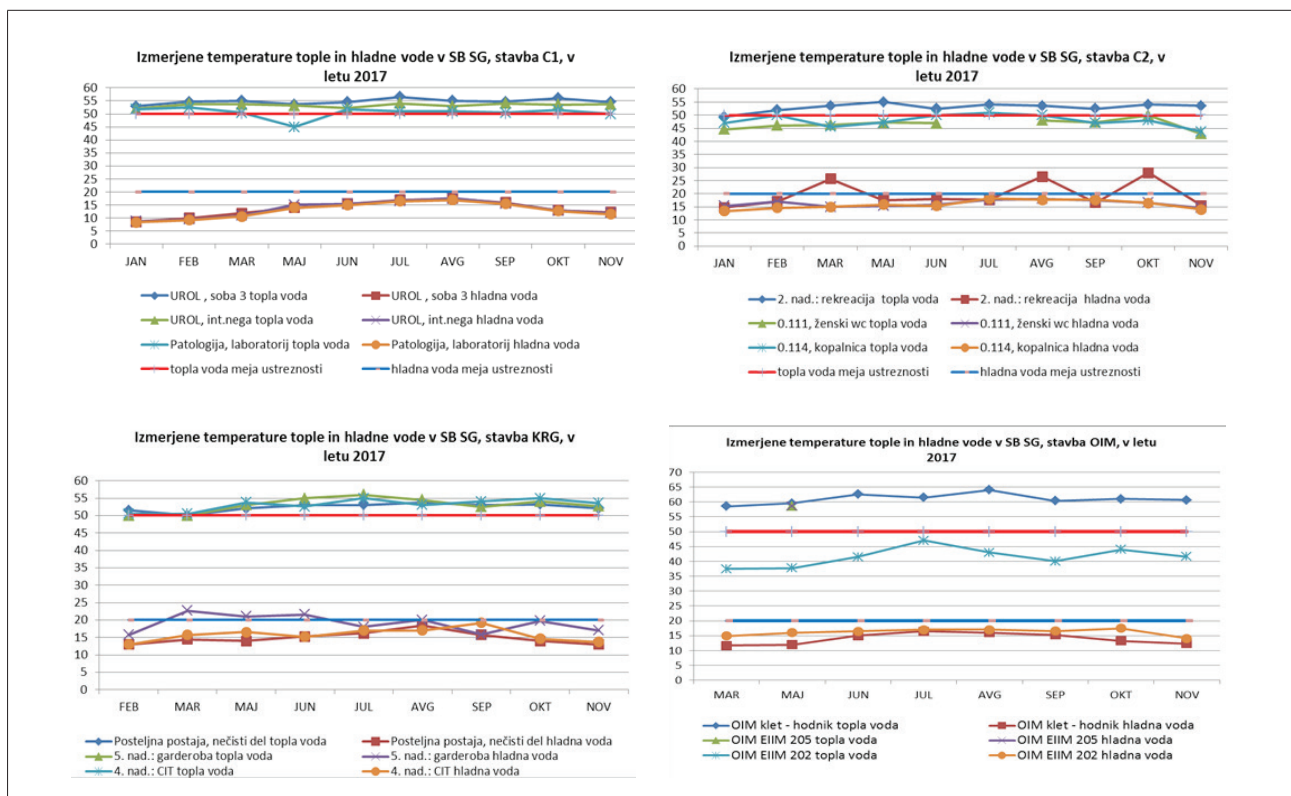 Izmerjene temperature tople in hladne vode v SB SG, stavba C1, v
letu 2017
60
55
50
45
40
35
30
25
20
15
10
5
0
JAN FEB MAR MAJ JUN JUL AVG SEP OKT NOV
UROL , soba 3 topla voda UROL , soba 3 hladna voda
UROL, int.nega topla voda UROL, int.nega hladna voda
Patologija, laboratorij topla voda Patologija, laboratorij hladna voda
topla voda meja ustreznosti hladna voda meja ustreznosti
Izmerjene temperature tople in hladne vode v SB SG, stavba C2, v
letu 2017
60
55
50
45
40
35
30
25
20
15
10
5
0
JAN FEB MAR MAJ JUN JUL AVG SEP OKT NOV
2. nad.: rekreacija topla voda 2. nad.: rekreacija hladna voda
0.111, ženski wc topla voda 0.111, ženski wc hladna voda
0.114, kopalnica topla voda 0.114, kopalnica hladna voda
topla voda meja ustreznosti hladna voda meja ustreznosti
Izmerjene temperature tople in hladne vode v SB SG, stavba KRG, v
letu 2017
60
55
50
45
40
35
30
25
20
15
10
5
0
FEB MAR MAJ JUN JUL AVG SEP OKT NOV
Posteljna postaja, nečisti del topla voda Posteljna postaja, nečisti del hladna voda
5. nad.: garderoba topla voda 5. nad.: garderoba hladna voda
4. nad.: CIT topla voda 4. nad.: CIT hladna voda
Izmerjene temperature tople in hladne vode v SB SG, stavba OIM, v letu
2017
70
65
60
55
50
45
40
35
30
25
20
15
10
5
0
MAR MAJ JUN JUL AVG SEP OKT NOV
OIM klet - hodnik topla voda OIM klet - hodnik hladna voda
OIM EIIM 205 topla voda OIM EIIM 205 hladna voda
OIM EIIM 202 topla voda OIM EIIM 202 hladna voda